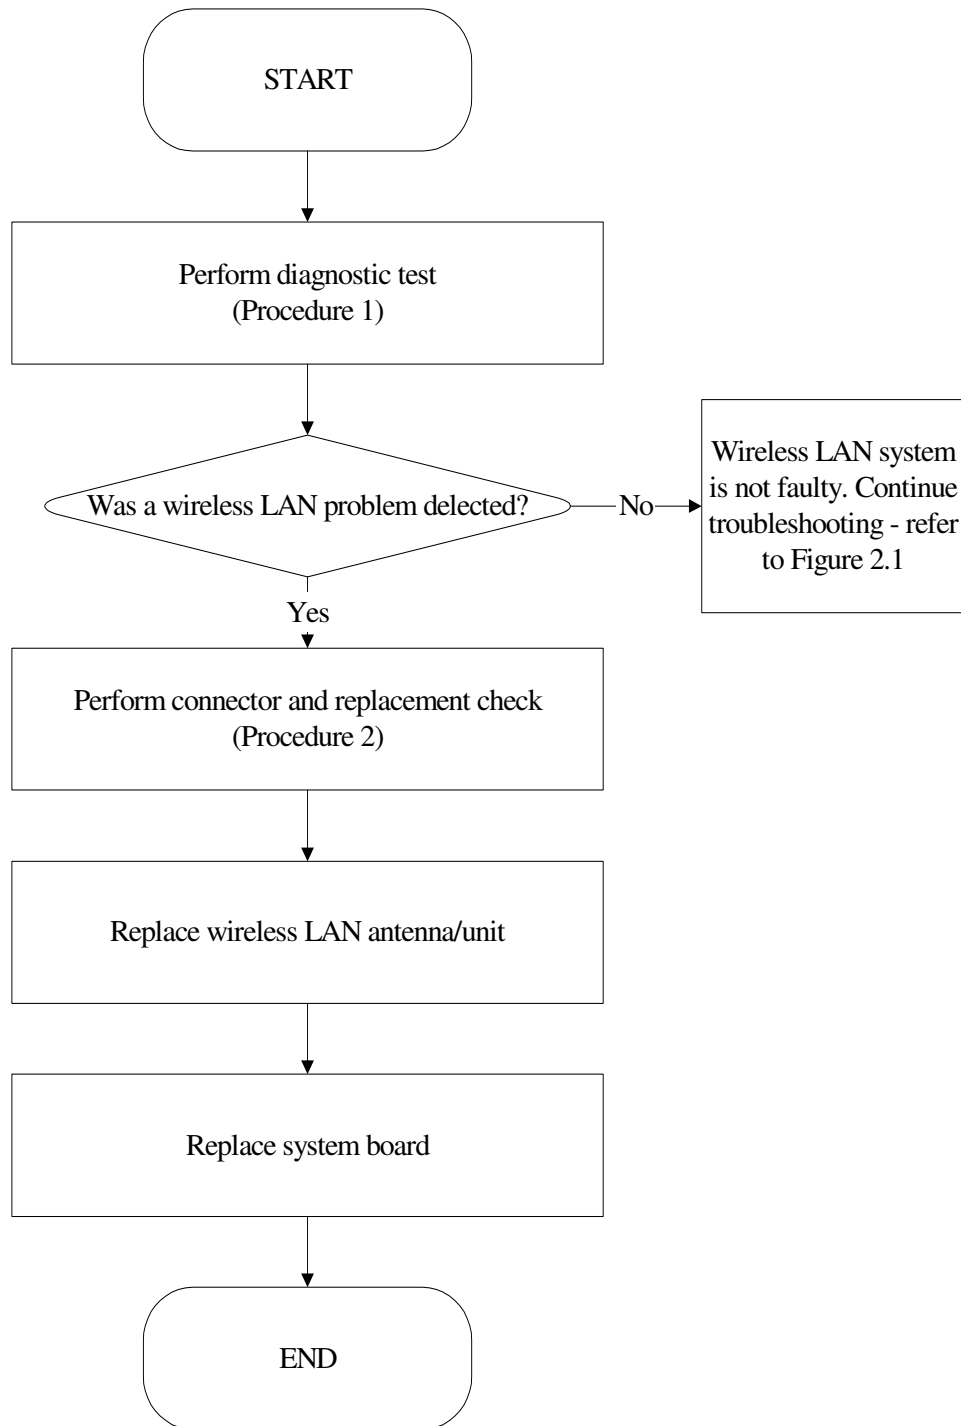 START
Perform diagnostic test
(Procedure 1)
Was a wireless LAN problem delected?
No
Wireless LAN system
is not faulty. Continue
troubleshooting - refer
to Figure 2.1
Yes
Perform connector and replacement check
(Procedure 2)
Replace wireless LAN antenna/unit
Replace system board
END